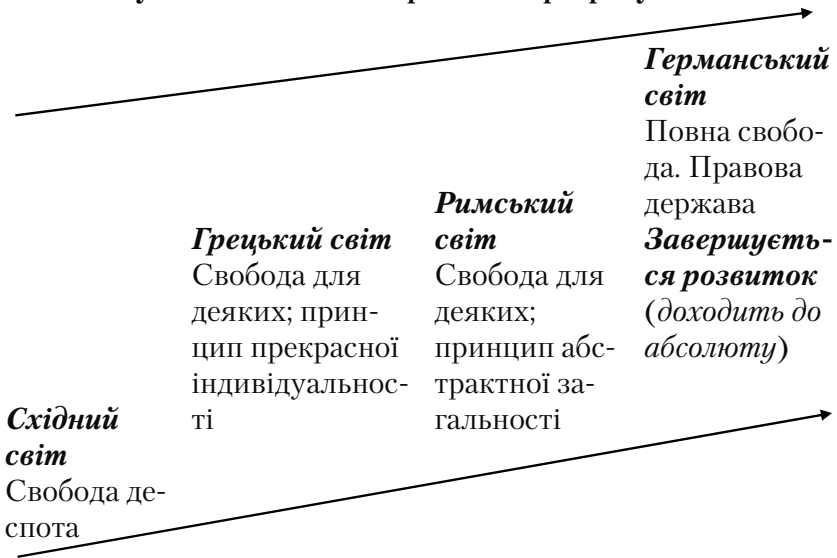 Східний
світ
Свобода де-
спота
Грецький світ
Свобода для
деяких; прин-
цип прекрасної
індивідуальнос-
ті
Римський
світ
Свобода для
деяких;
принцип абс-
трактної за-
гальності
Германський
світ
Повна свобо-
да. Правова
держава
Завершуєть-
ся розвиток
(доходить до
абсолюту)